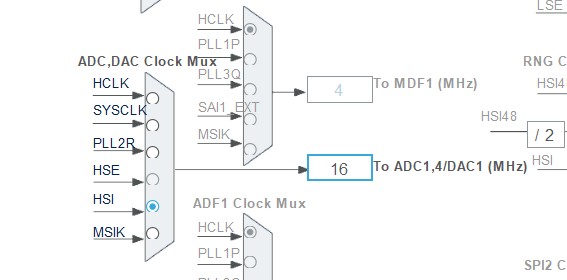 LSE
HCLK
PLL1P
ADC,DAC Clock Mux
RNG C
PLL3Q
HCLK
To MDF1 (MHz)
4
HSI4
SYSCLK
SAI1_EXT
HSI48
MSIK
/ 2
PLL2R
HSE
16
To ADC1,4/DAC1 (MHz)
HSI
HSI
ADF1 Clock Mux
HCLK
MSIK
PLL1P
SPI2 C